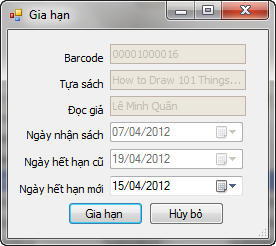 Gia hạn
Barcode 00001000016
Tựa sách How to Draw 101 Things...
Đọc giả Lê Minh Quân
Ngày nhận sách 07/04/2012
Ngày hết hạn cũ 19/04/2012
Ngày hết hạn mới 15/04/2012
Gia hạn Hủy bỏ